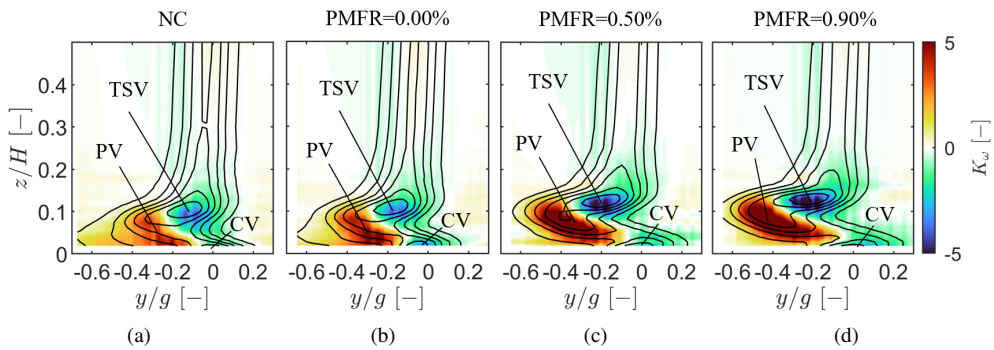 NC
PMFR=0.00%
PMFR=0.50%
PMFR=0.90%
TSV
TSV
TSV
TSV
PV
PV
PV
PV
CV
CV
CV
CV
0.4
0.3
0.2
0.1
0
z/H [−]
-0.6 -0.4 -0.2 0 0.2
-0.6 -0.4 -0.2 0 0.2
-0.6 -0.4 -0.2 0 0.2
-0.6 -0.4 -0.2 0 0.2
y/g [−]
y/g [−]
y/g [−]
y/g [−]
5
0
-5
Kω [−]
(a)
(b)
(c)
(d)